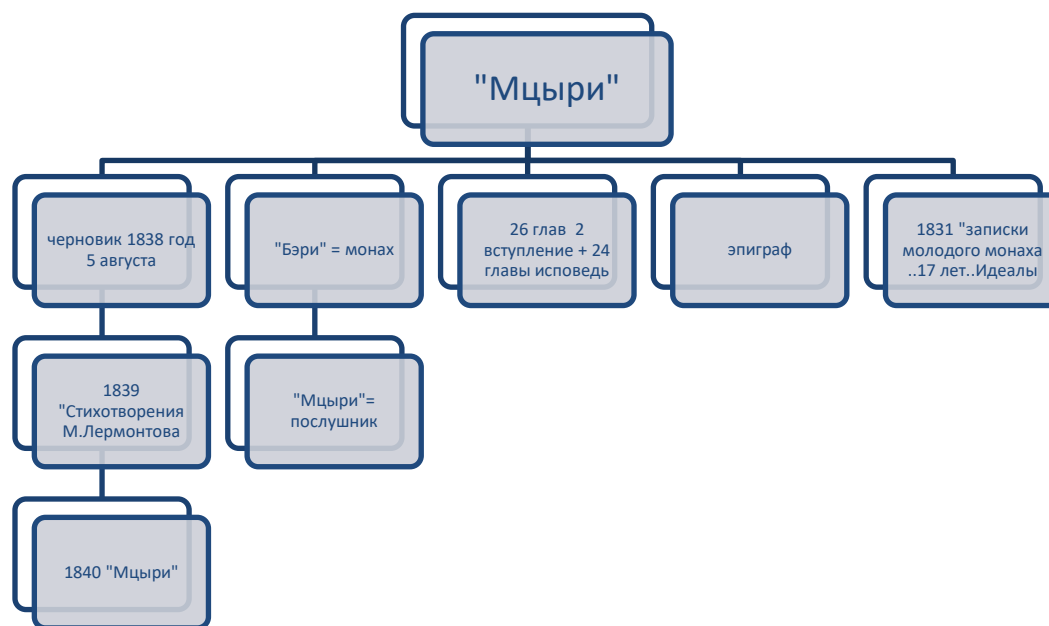 "Мцыри"
черновик 1838 год
5 августа
"Бэри" = монах
26 глав 2
вступление + 24
главы исповедь
эпиграф
1831 "записки
молодого монаха
..17 лет..Идеалы
1839
"Стихотворения
М.Лермонтова
"Мцыри"=
послушник
1840 "Мцыри"